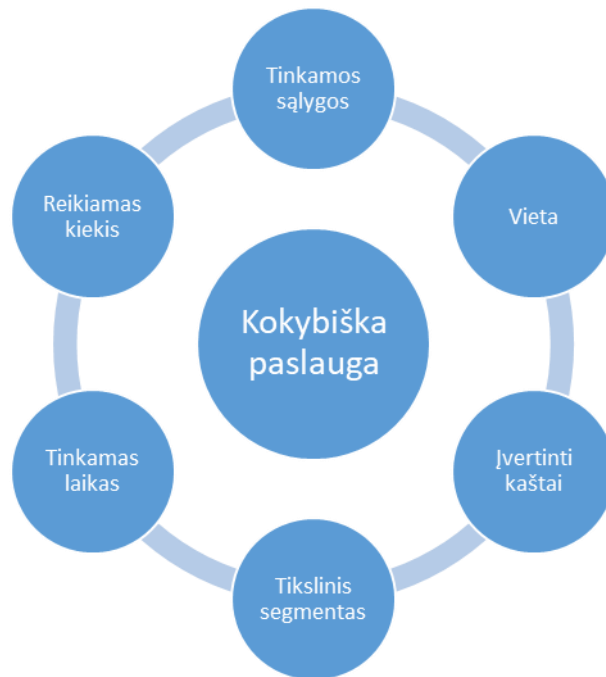 Tinkamos
sąlygos
Vieta
Įvertinti
kaštai
Tikslinis
segmentas
Tinkamas
laikas
Reikiamas
kiekis
Kokybiška
paslauga